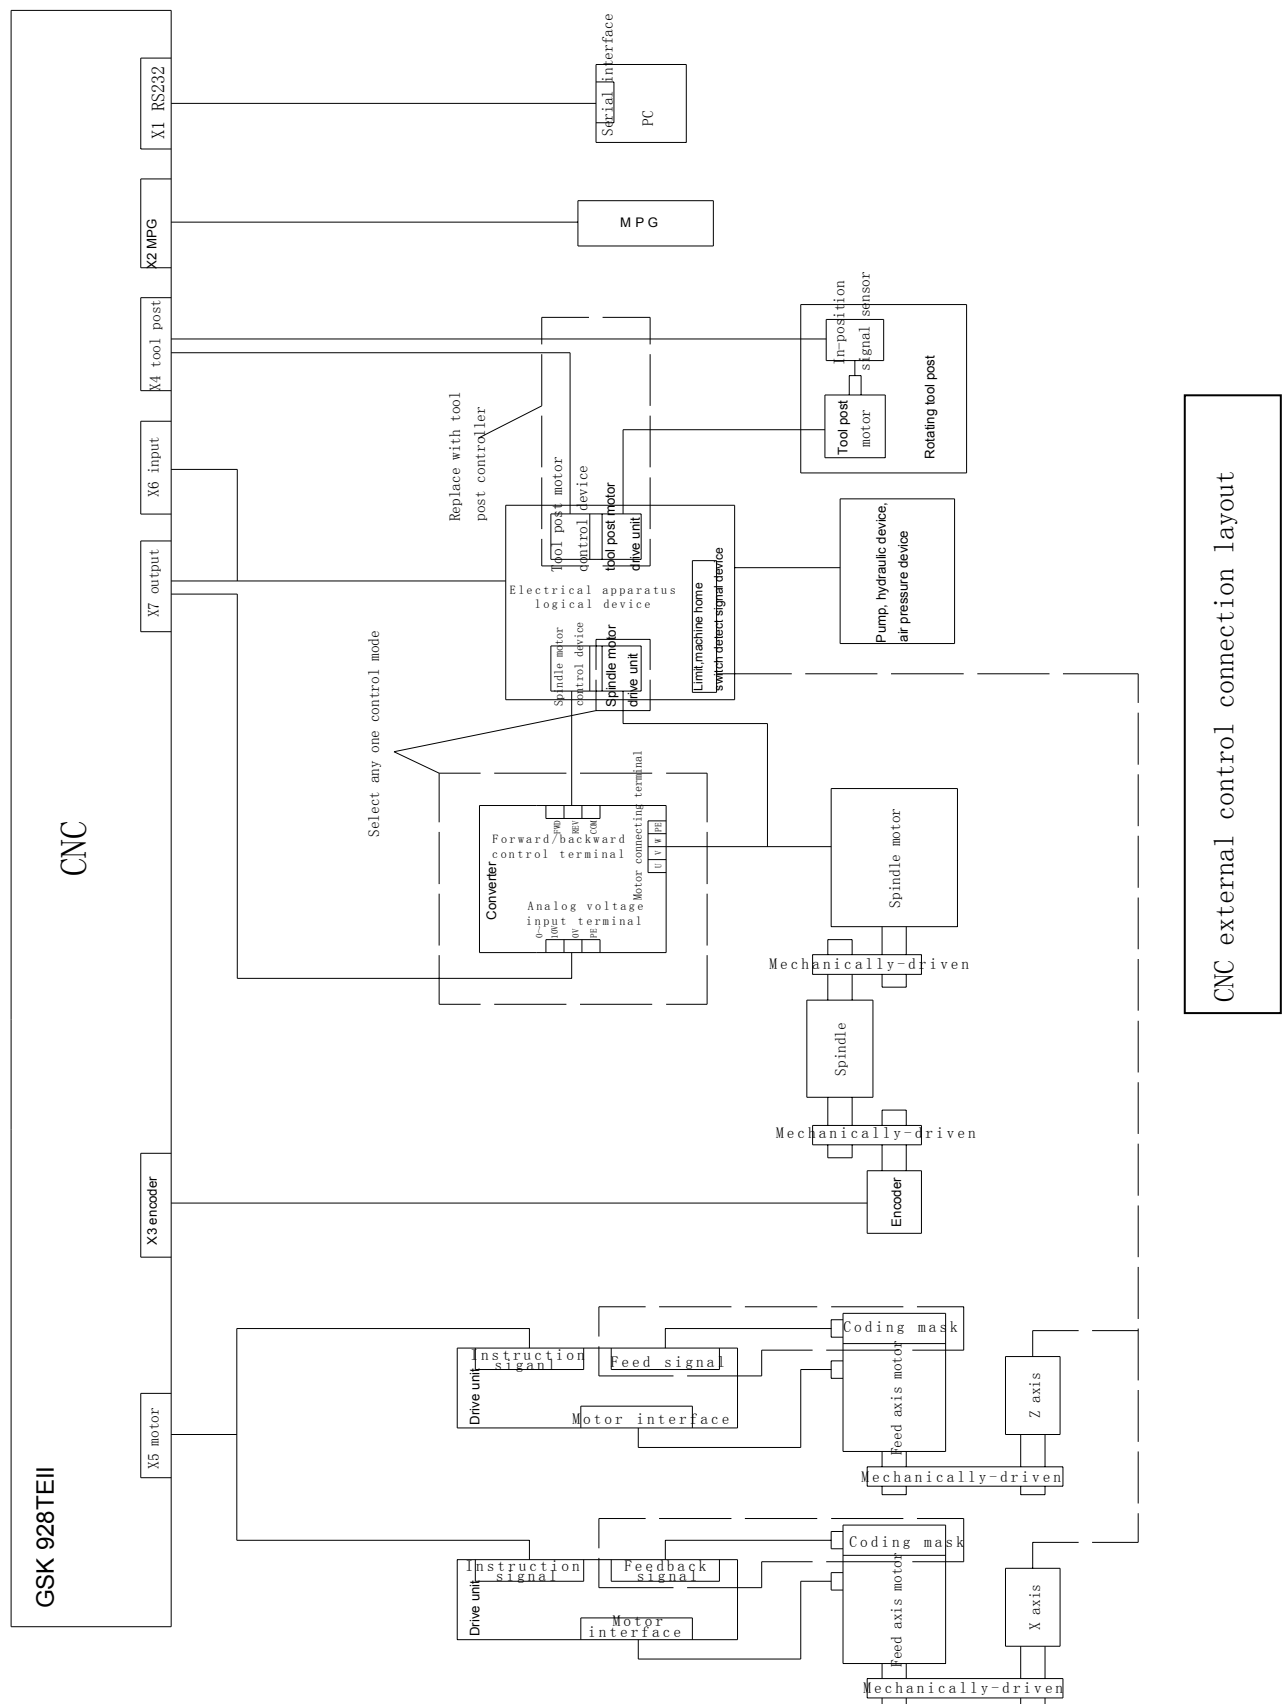 GSK 928TEII
CNC
X1 RS232
X2 MPG
X4 tool post
X6 input
X7 output
X3 encoder
X5 motor
Serial interface
PC
M P G
In-position
signal sensor
Tool post
motor
Rotating tool post
Replace with tool
post controller
Tool post motor
control device
tool post motor
drive unit
Electrical apparatus
logical device
Spindle motor
control device
Spindle motor
drive unit
Limit,machine home
switch detect signal device
Pump, hydraulic device,
air pressure device
Select any one control mode
Converter
FWD
REV
COM
Forward/backward
control terminal
Motor connecting terminal
U V W PE
Analog voltage
input terminal
0~
10V
0V
PE
Spindle motor
Mechanically-driven
Spindle
Mechanically-driven
Encoder
Instruction
siganl
Feed signal
Drive unit
Motor interface
Coding mask
Feed axis motor
Z axis
Mechanically-driven
Instruction
signal
Feedback
signal
Drive unit
Motor
interface
Coding mask
Feed axis motor
X axis
Mechanically-driven
CNC external control connection layout